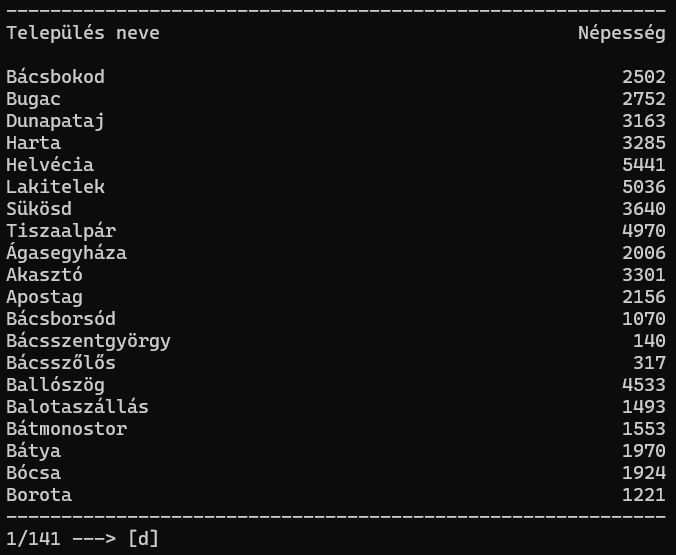 ------------------------------------------------------------
Település neve Népesség
Bácsbokod 2502
Bugac 2752
Dunapataj 3163
Harta 3285
Helvécia 5441
Lakitelek 5036
Sükösd 3640
Tiszaalpár 4970
Ágasegyháza 2006
Akasztó 3301
Apostag 2156
Bácsborsód 1070
Bácsszentgyörgy 140
Bácsszőlős 317
Ballószög 4533
Balotaszállás 1493
Bátmonostor 1553
Bátya 1970
Bócsa 1924
Borota 1221
------------------------------------------------------------
1/141 ---> [d]